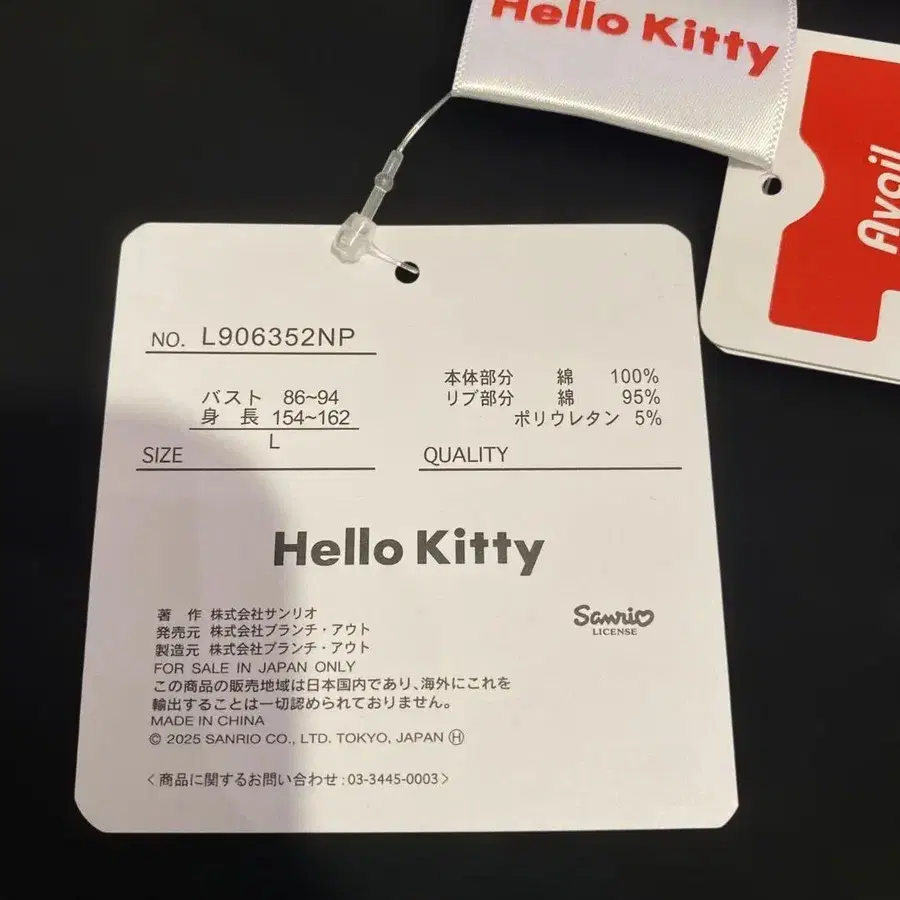 Hello Kitty
Avail
NO. L906352NP
バスト 86~94
身 長 154~162
L
SIZE
本体部分 綿 100%
リブ部分 綿 95%
ポリウレタン 5%
QUALITY
Hello Kitty
著 作 株式会社サンリオ
発売元 株式会社ブランチ・アウト
製造元 株式会社ブランチ・アウト
FOR SALE IN JAPAN ONLY
この商品の販売地域は日本国内であり、海外にこれを
輸出することは一切認められておりません。
MADE IN CHINA
© 2025 SANRIO CO., LTD. TOKYO, JAPAN Ⓗ
<商品に関するお問い合わせ:03-3445-0003>
Sanrio
LICENSE